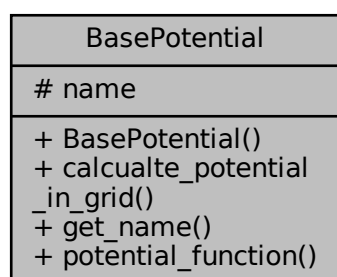 BasePotential
# name
+ BasePotential()
+ calcualte_potential
_in_grid()
+ get_name()
+ potential_function()